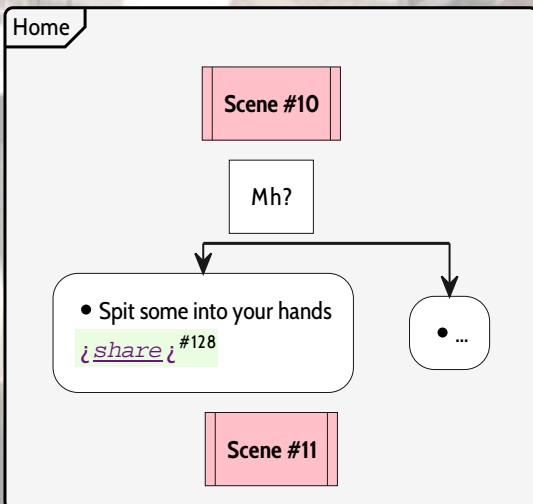 Home
Scene #10
Mh?
• Spit some into your hands
¿share¿#128
• ...
Scene #11